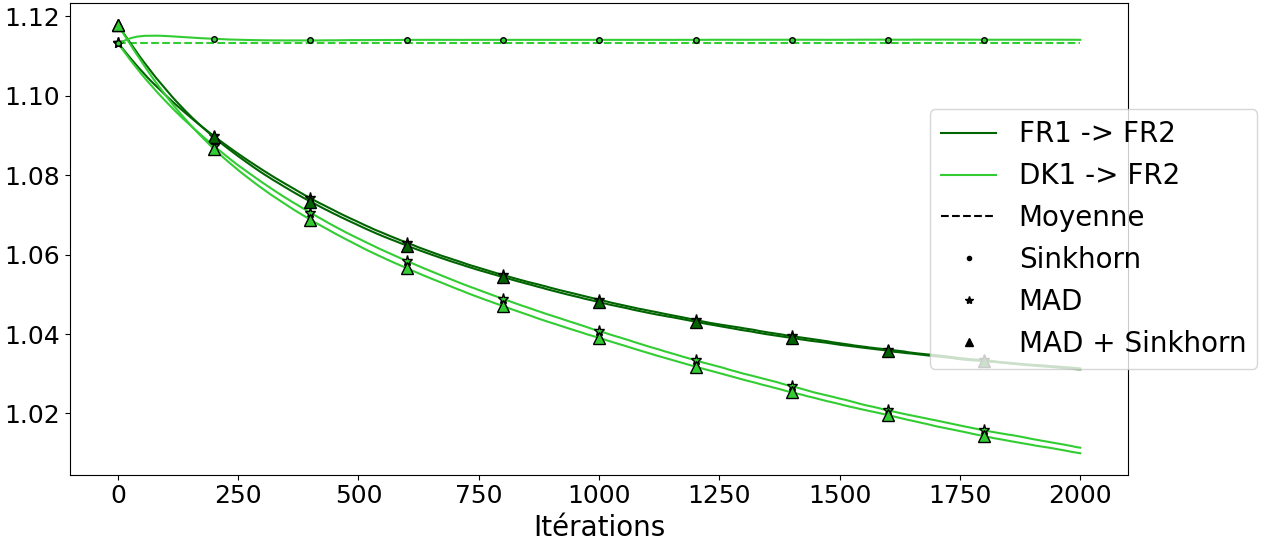 1.12
1.10
1.08
1.06
1.04
1.02
0 250 500 750 1000 1250 1500 1750 2000
Itérations
FR1 -> FR2
DK1 -> FR2
Moyenne
Sinkhorn
MAD
MAD + Sinkhorn